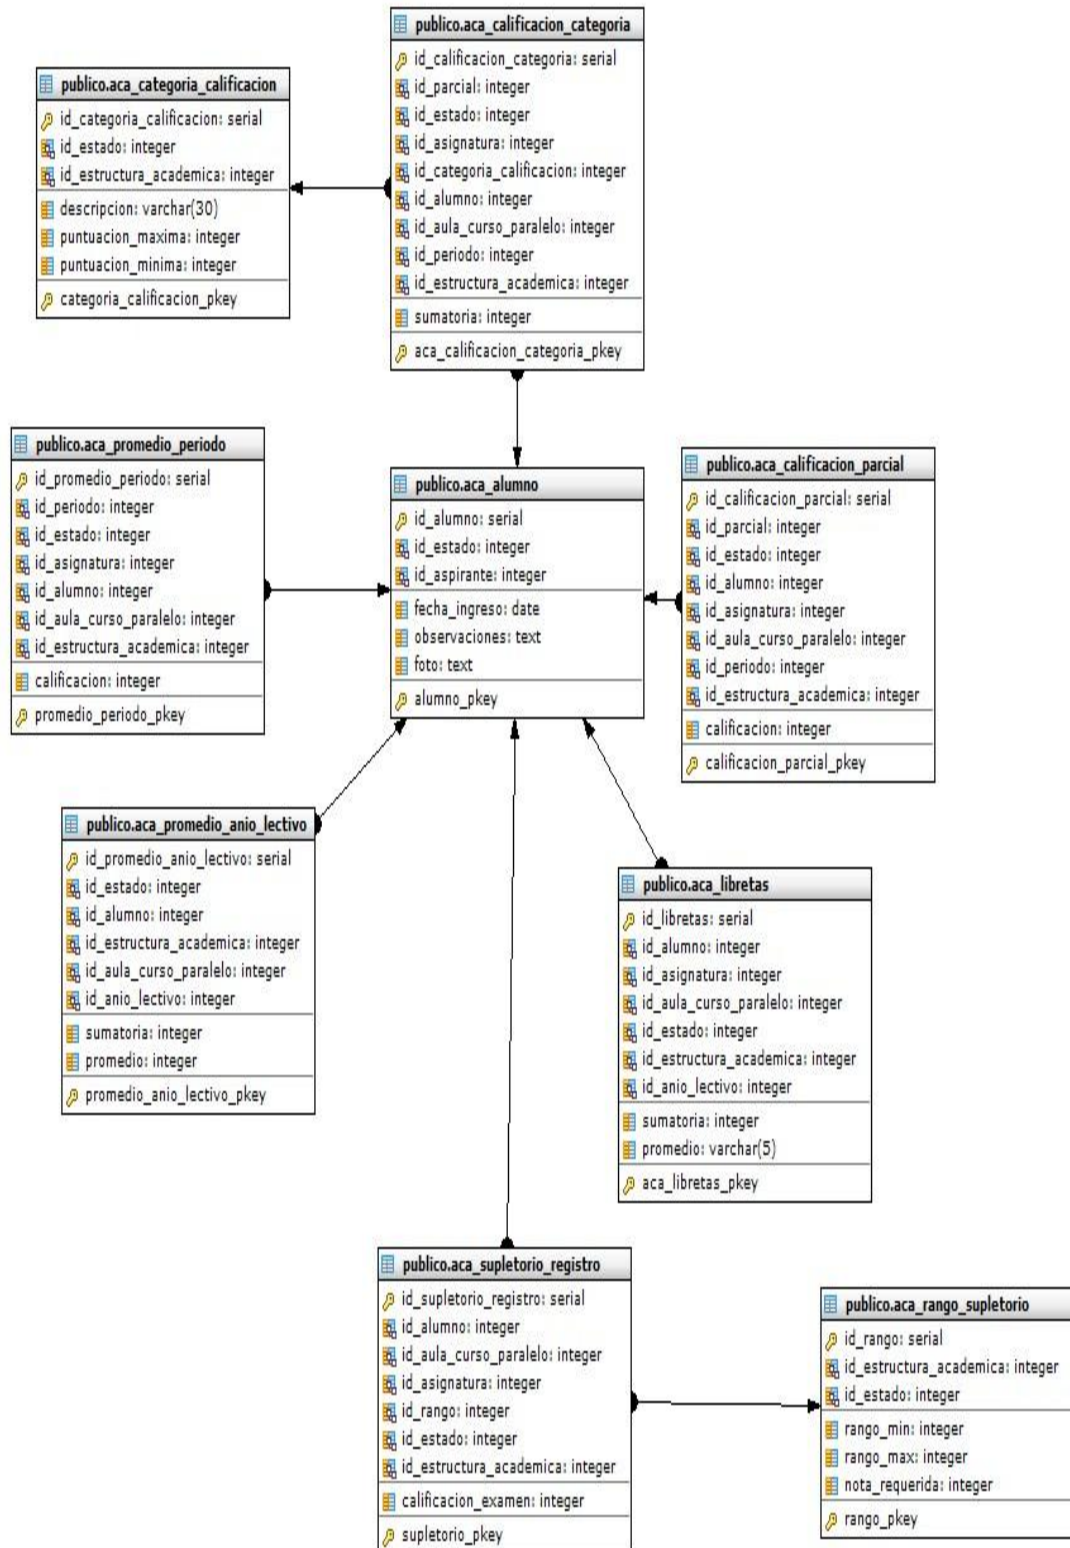 publico.aca_calificacion_categoria
id_calificacion_categoria: serial
id_parcial: integer
id_estado: integer
id_asignatura: integer
id_categoria_calificacion: integer
id_alumno: integer
id_aula_curso_paralelo: integer
id_periodo: integer
id_estructura_academica: integer
sumatoria: integer
aca_calificacion_categoria_pkey
publico.aca_categoria_calificacion
id_categoria_calificacion: serial
id_estado: integer
id_estructura_academica: integer
descripcion: varchar(30)
puntuacion_maxima: integer
puntuacion_minima: integer
categoria_calificacion_pkey
publico.aca_promedio_periodo
id_promedio_periodo: serial
id_periodo: integer
id_estado: integer
id_asignatura: integer
id_alumno: integer
id_aula_curso_paralelo: integer
id_estructura_academica: integer
calificacion: integer
promedio_periodo_pkey
publico.aca_alumno
id_alumno: serial
id_estado: integer
id_aspirante: integer
fecha_ingreso: date
observaciones: text
foto: text
alumno_pkey
publico.aca_calificacion_parcial
id_calificacion_parcial: serial
id_parcial: integer
id_estado: integer
id_alumno: integer
id_asignatura: integer
id_aula_curso_paralelo: integer
id_periodo: integer
id_estructura_academica: integer
calificacion: integer
calificacion_parcial_pkey
publico.aca_promedio_anio_lectivo
id_promedio_anio_lectivo: serial
id_estado: integer
id_alumno: integer
id_estructura_academica: integer
id_aula_curso_paralelo: integer
id_anio_lectivo: integer
sumatoria: integer
promedio: integer
promedio_anio_lectivo_pkey
publico.aca_libretas
id_libretas: serial
id_alumno: integer
id_asignatura: integer
id_aula_curso_paralelo: integer
id_estado: integer
id_estructura_academica: integer
id_anio_lectivo: integer
sumatoria: integer
promedio: varchar(5)
aca_libretas_pkey
publico.aca_supletorio_registro
id_supletorio_registro: serial
id_alumno: integer
id_aula_curso_paralelo: integer
id_asignatura: integer
id_rango: integer
id_estado: integer
id_estructura_academica: integer
calificacion_examen: integer
supletorio_pkey
publico.aca_rango_supletorio
id_rango: serial
id_estructura_academica: integer
id_estado: integer
rango_min: integer
rango_max: integer
nota_requerida: integer
rango_pkey